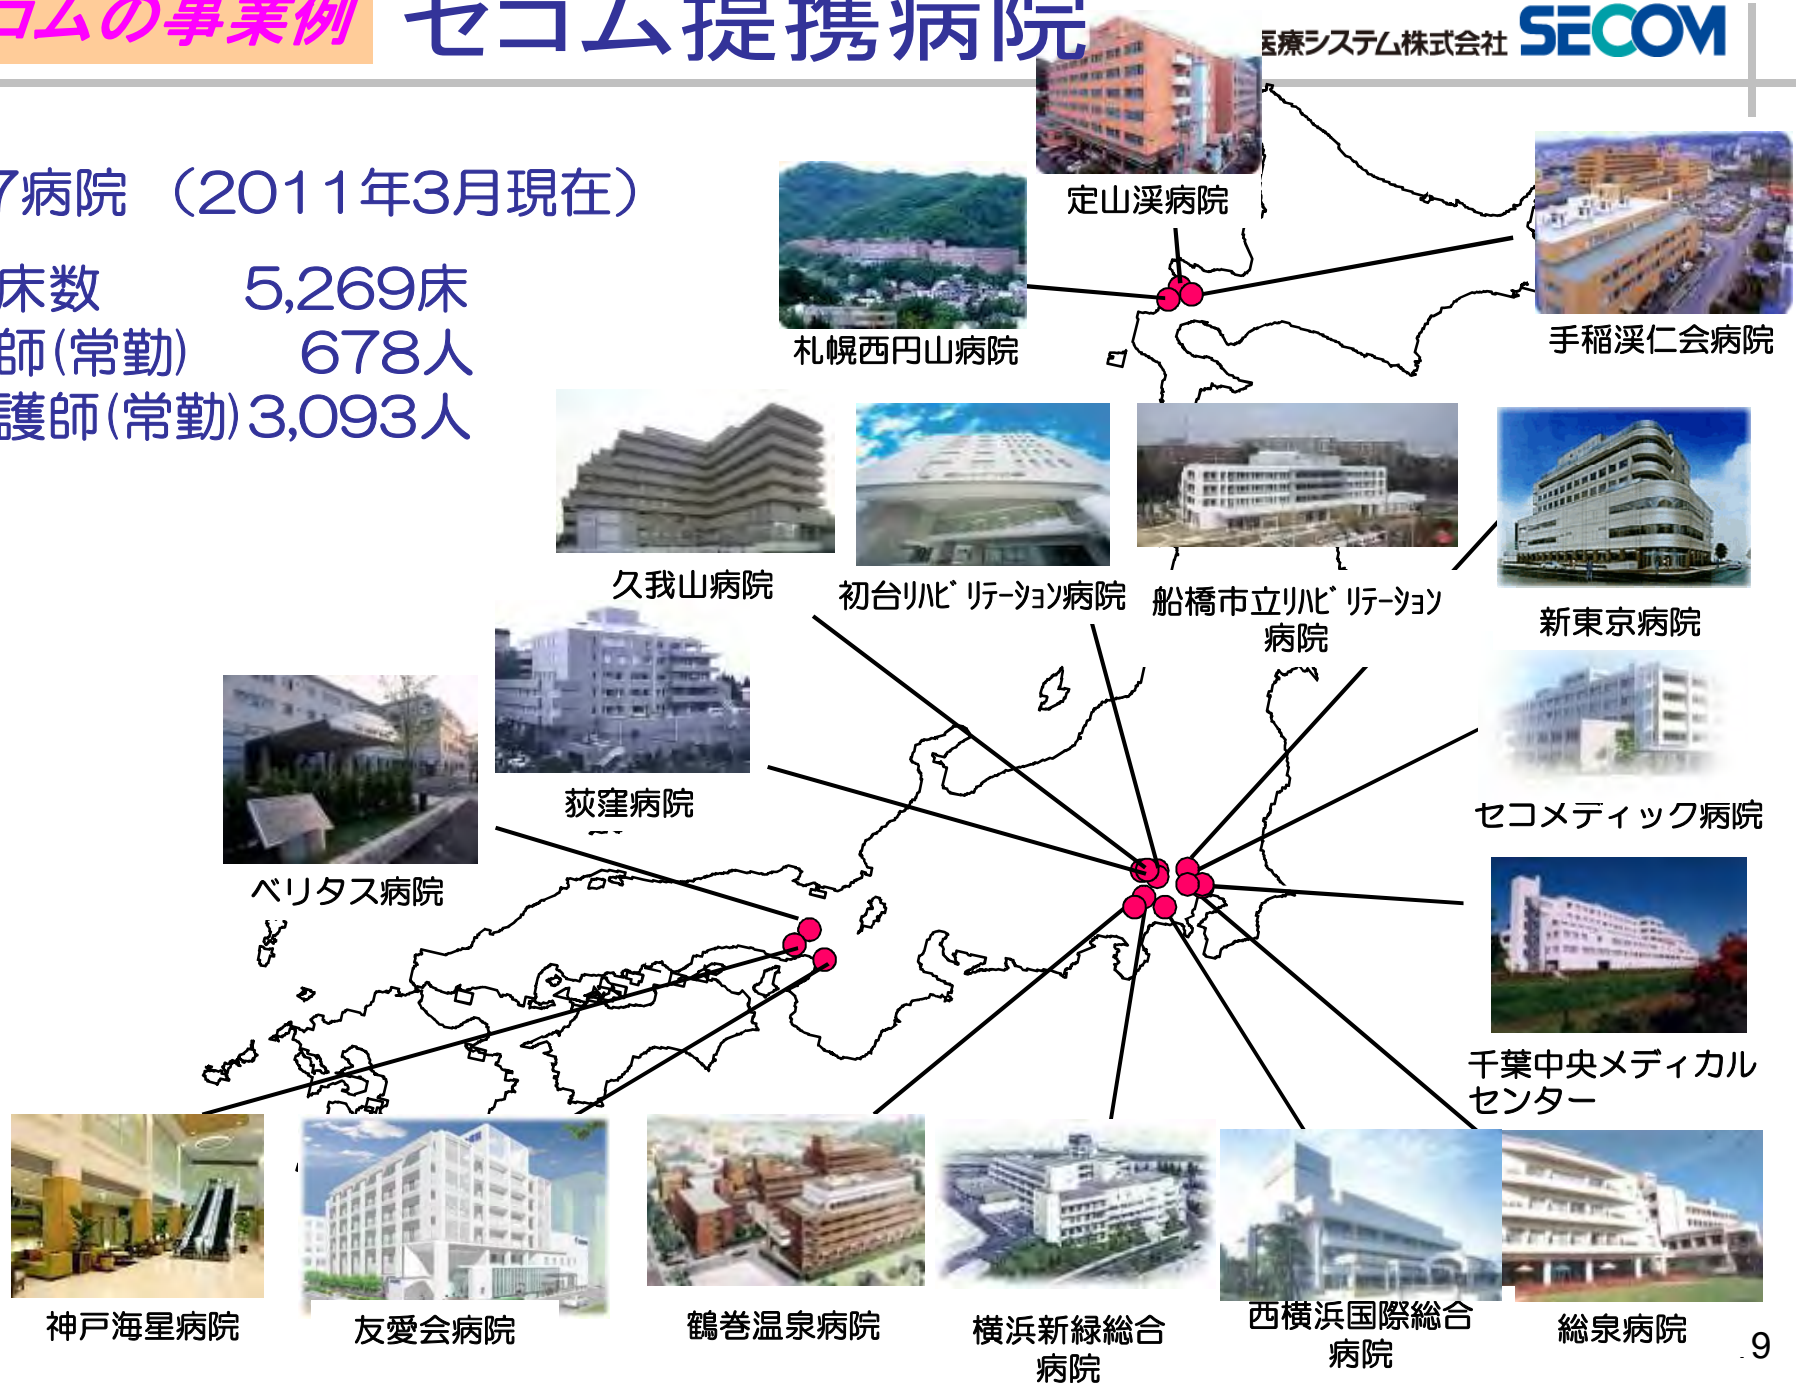 コムの事業例
セコム提携病院
医療システム株式会社 SECOM
7病院 （2011年3月現在）
床数 5,269床
師(常勤) 678人
護師(常勤) 3,093人
定山渓病院
札幌西円山病院
手稲渓仁会病院
久我山病院
初台ﾘﾊﾋﾞﾘﾃｰｼｮﾝ病院
船橋市立ﾘﾊﾋﾞﾘﾃｰｼｮﾝ
病院
新東京病院
荻窪病院
セコメディック病院
ベリタス病院
千葉中央メディカル
センター
神戸海星病院
友愛会病院
鶴巻温泉病院
横浜新緑総合
病院
西横浜国際総合
病院
総泉病院
9